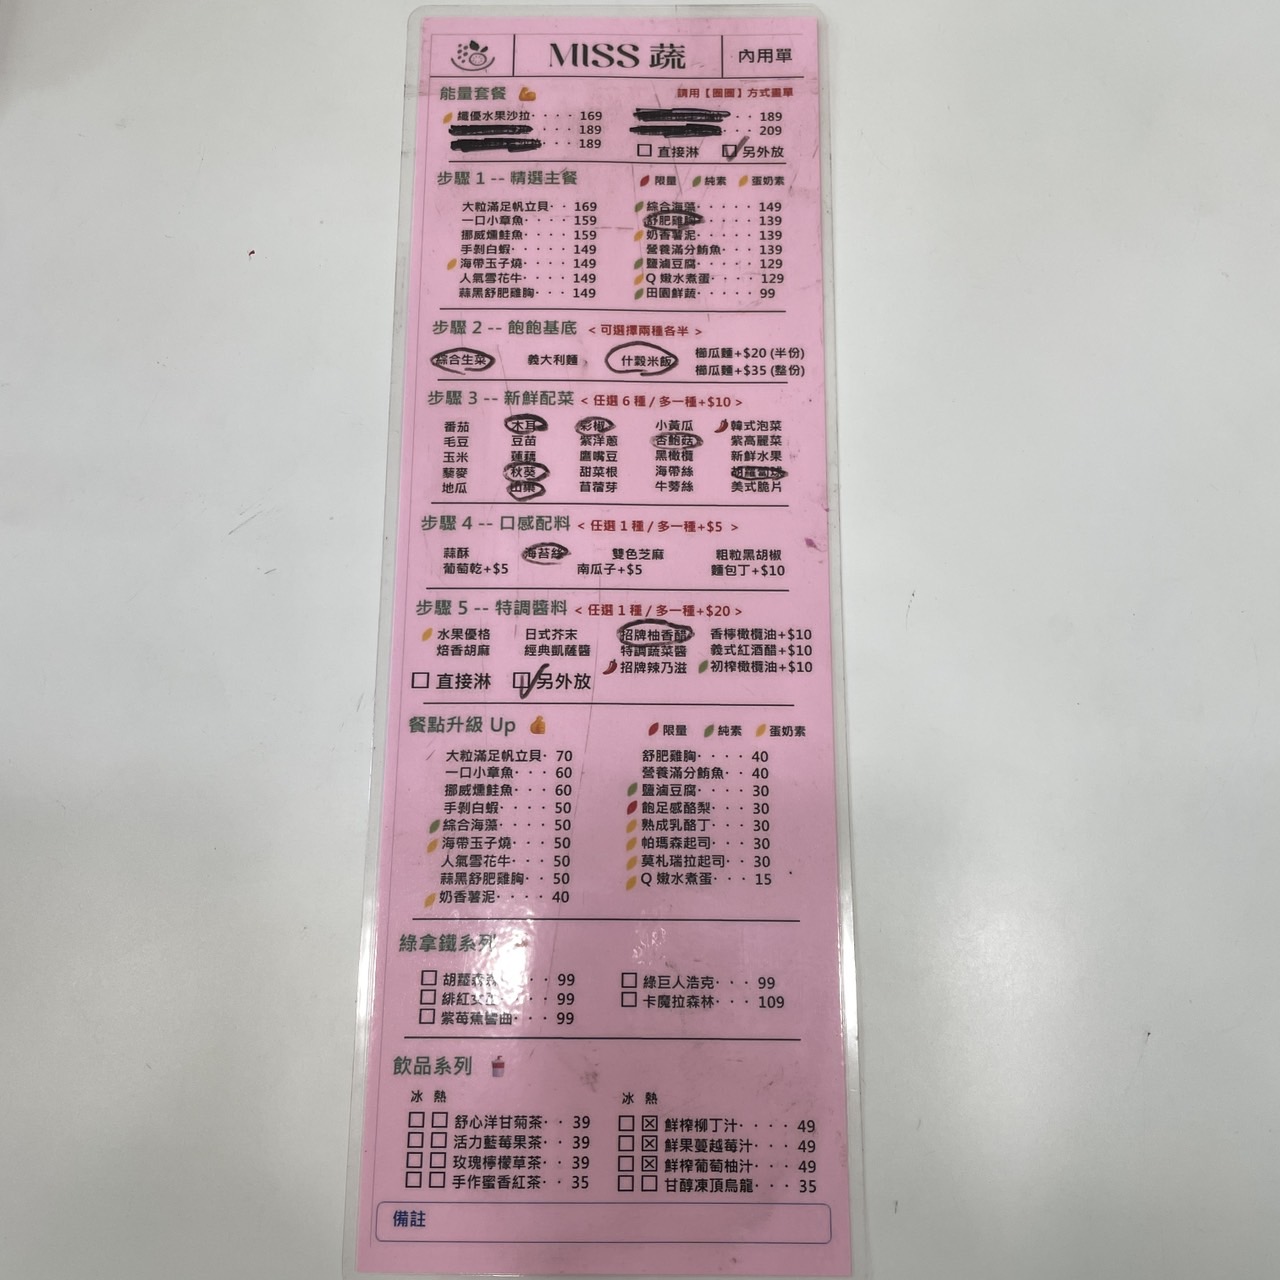 MISS 蔬 內用單
能量套餐 請用【圈圈】方式畫單
纖優水果沙拉···· 169 ··· 189
··· 189 ··· 209
··· 189
直接淋 另外放
步驟 1 -- 精選主餐 限量 純素 蛋奶素
大粒滿足帆立貝·· 169 綜合海藻····· 149
一口小章魚···· 159 舒肥雞胸···· 139
挪威燻鮭魚···· 159 奶香薯泥···· 139
手剝白蝦····· 149 營養滿分鮪魚··· 139
海帶玉子燒···· 149 鹽滷豆腐···· 129
人氣雪花牛···· 149 Q 嫩水煮蛋···· 129
蒜黑舒肥雞胸··· 149 田園鮮蔬····· 99
步驟 2 -- 飽飽基底 < 可選擇兩種各半 >
綜合生菜 義大利麵 什穀米飯 櫛瓜麵+$20 (半份)
櫛瓜麵+$35 (整份)
步驟 3 -- 新鮮配菜 < 任選 6 種 / 多一種+$10 >
番茄 木耳 彩椒 小黃瓜 韓式泡菜
毛豆 豆苗 紫洋蔥 杏鮑菇 紫高麗菜
玉米 蓮藕 鷹嘴豆 黑橄欖 新鮮水果
藜麥 秋葵 甜菜根 海帶絲 胡蘿蔔
地瓜 山藥 苜蓿芽 牛蒡絲 美式脆片
步驟 4 -- 口感配料 < 任選 1 種 / 多一種+$5 >
蒜酥 海苔絲 雙色芝麻 粗粒黑胡椒
葡萄乾+$5 南瓜子+$5 麵包丁+$10
步驟 5 -- 特調醬料 < 任選 1 種 / 多一種+$20 >
水果優格 日式芥末 招牌柚香醋 香檸橄欖油+$10
焙香胡麻 經典凱薩醬 特調蔬菜醬 義式紅酒醋+$10
招牌辣乃滋 初榨橄欖油+$10
直接淋 另外放
餐點升級 Up 限量 純素 蛋奶素
大粒滿足帆立貝· 70 舒肥雞胸···· 40
一口小章魚··· 60 營養滿分鮪魚·· 40
挪威燻鮭魚··· 60 鹽滷豆腐···· 30
手剝白蝦···· 50 飽足感酪梨··· 30
綜合海藻···· 50 熟成乳酪丁··· 30
海帶玉子燒··· 50 帕瑪森起司··· 30
人氣雪花牛··· 50 莫札瑞拉起司·· 30
蒜黑舒肥雞胸·· 50 Q 嫩水煮蛋··· 15
奶香薯泥···· 40
綠拿鐵系列
胡蘿森森 ·· 99 綠巨人浩克··· 99
緋紅 ·· 99 卡魔拉森林··· 109
紫莓蕉響曲··· 99
飲品系列
冰 熱 冰 熱
舒心洋甘菊茶·· 39 鮮榨柳丁汁···· 49
活力藍莓果茶·· 39 鮮果蔓越莓汁··· 49
玫瑰檸檬草茶·· 39 鮮榨葡萄柚汁··· 49
手作蜜香紅茶·· 35 甘醇凍頂烏龍··· 35
備註